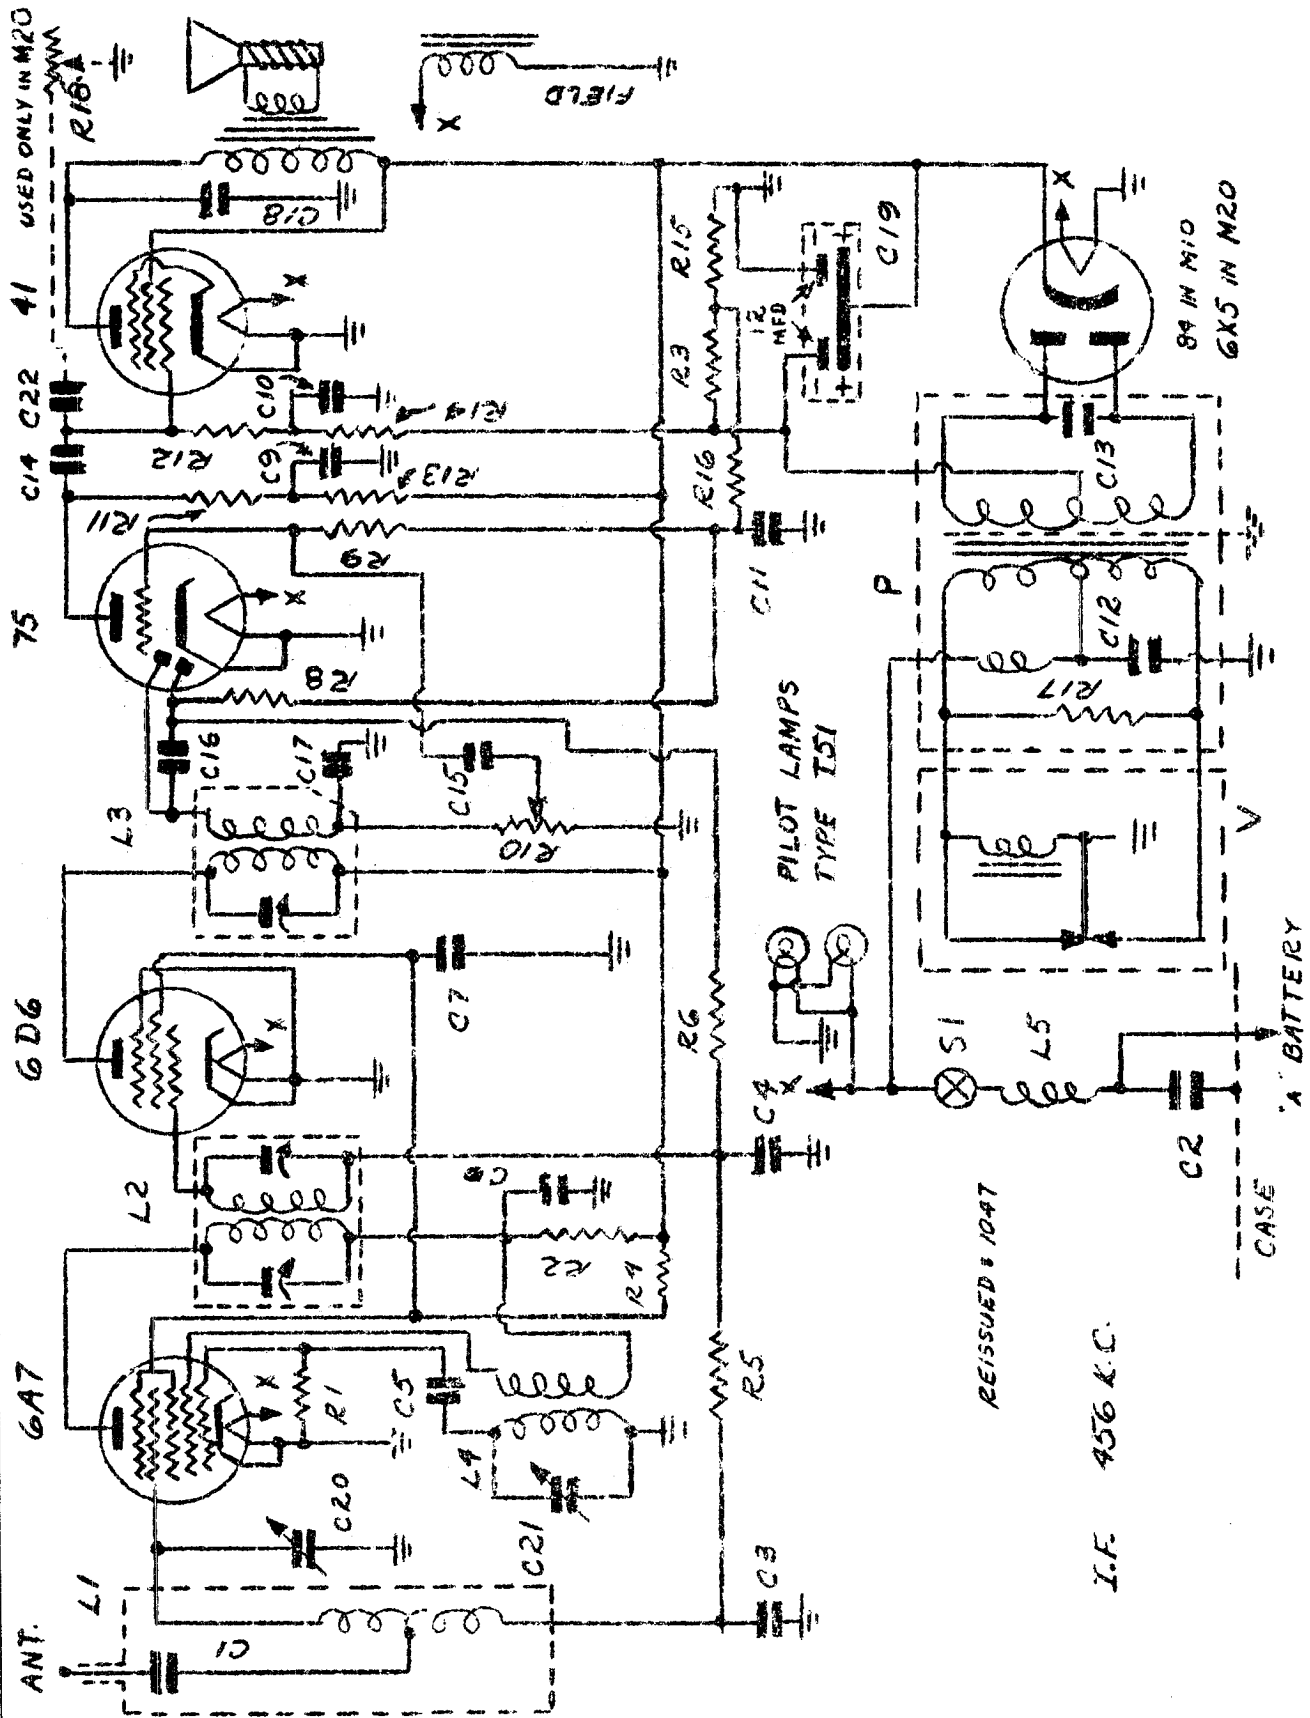 ANT.
6A7
6D6
75
C14
C22
41
USED ONLY IN M20
R18
L1
C1
C20
R1
X
L2
L3
C16
C17
R8
R11
R12
C9
C10
C18
C5
L4
C21
C7
C15
R10
R9
R13
R14
FIELD
X
X
X
X
R2
R4
C3
R5
C4
R6
C11
R16
R3
R15
12
MFD
C19
X
PILOT LAMPS
TYPE T51
X
S1
L5
C2
"A" BATTERY
CASE
V
P
R17
C12
C13
X
84 IN M10
6X5 IN M20
REISSUED: 1047
I.F. 456 K.C.